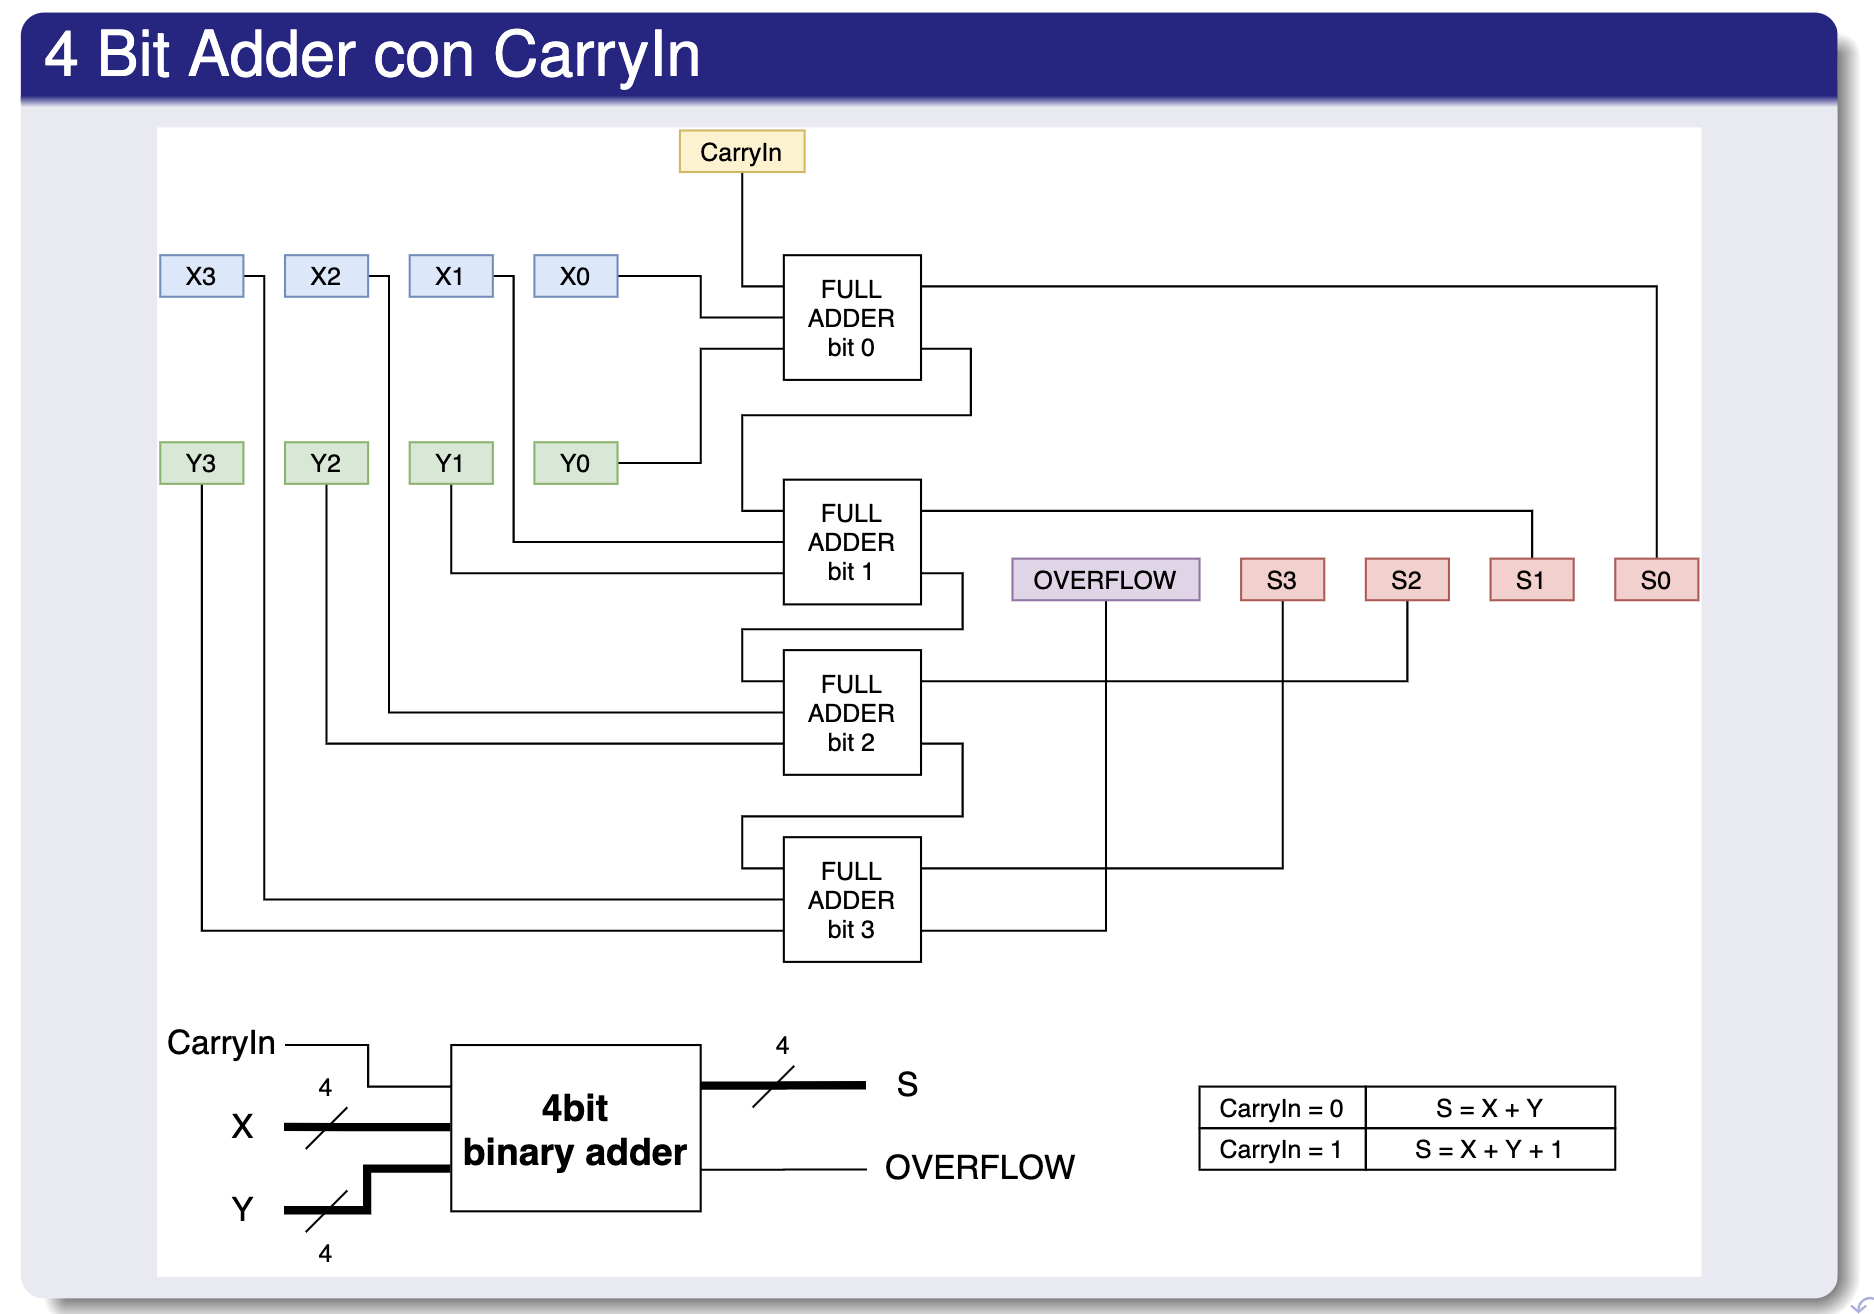 4 Bit Adder con CarryIn
CarryIn
X3 X2 X1 X0
FULL
ADDER
bit 0
Y3 Y2 Y1 Y0
FULL
ADDER
bit 1
OVERFLOW S3 S2 S1 S0
FULL
ADDER
bit 2
FULL
ADDER
bit 3
CarryIn
4
X
Y
4
4bit
binary adder
4
S
OVERFLOW
CarryIn = 0 S = X + Y
CarryIn = 1 S = X + Y + 1